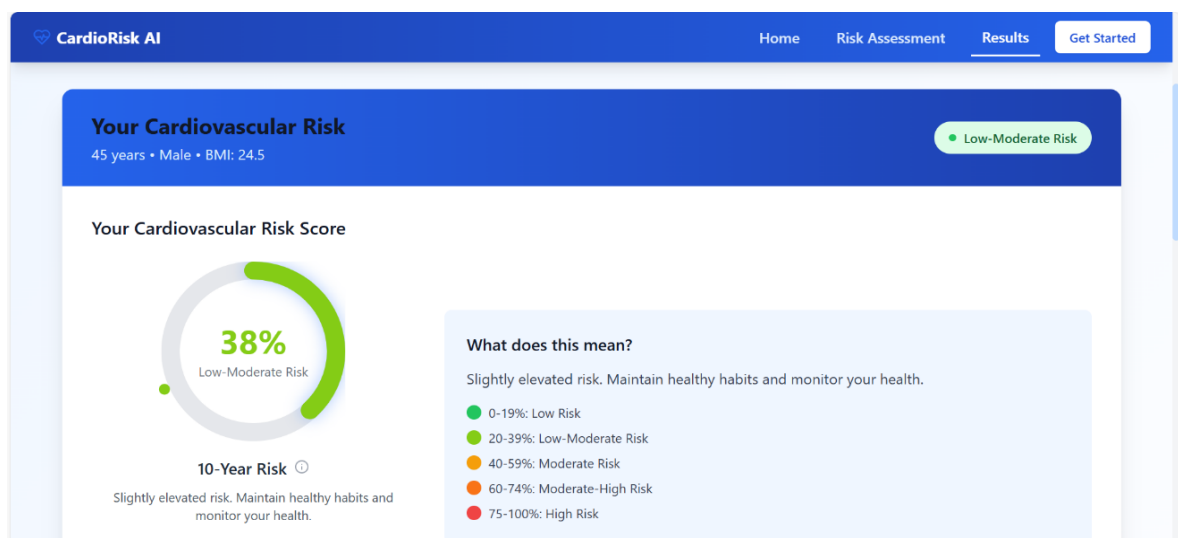 CardioRisk AI
Home Risk Assessment Results Get Started
Your Cardiovascular Risk
45 years • Male • BMI: 24.5
Low-Moderate Risk
Your Cardiovascular Risk Score
38%
Low-Moderate Risk
10-Year Risk
Slightly elevated risk. Maintain healthy habits and
monitor your health.
What does this mean?
Slightly elevated risk. Maintain healthy habits and monitor your health.
0-19%: Low Risk
20-39%: Low-Moderate Risk
40-59%: Moderate Risk
60-74%: Moderate-High Risk
75-100%: High Risk